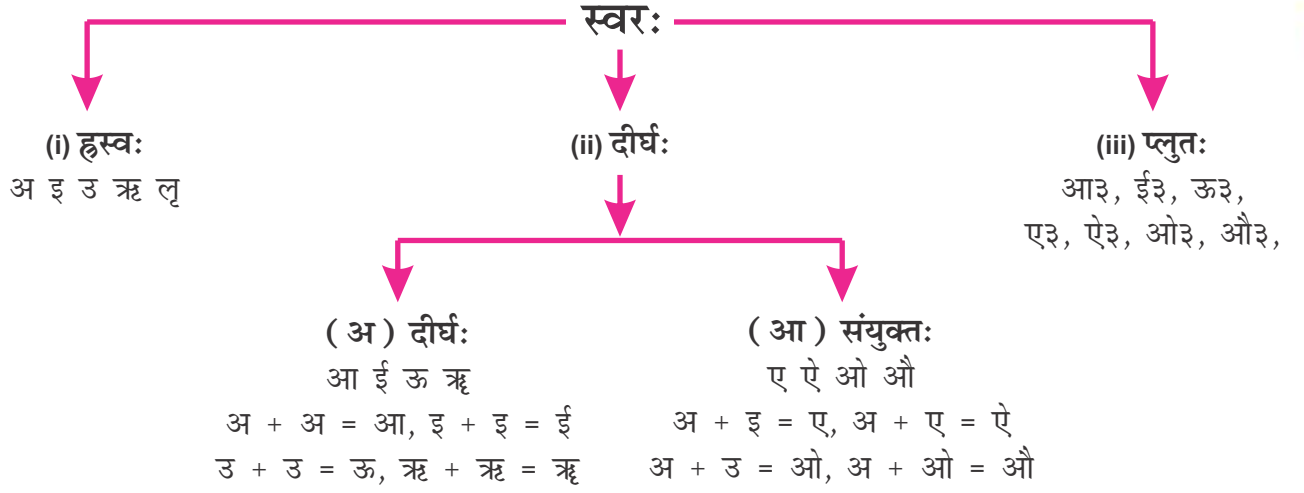 स्वरः
(i) ह्रस्वः
अ इ उ ऋ लृ
(ii) दीर्घः
(iii) प्लुतः
आ३, ई३, ऊ३,
ए३, ऐ३, ओ३, औ३,
( अ ) दीर्घः
आ ई ऊ ॠ
अ + अ = आ, इ + इ = ई
उ + उ = ऊ, ऋ + ऋ = ॠ
( आ ) संयुक्तः
ए ऐ ओ औ
अ + इ = ए, अ + ए = ऐ
अ + उ = ओ, अ + ओ = औ